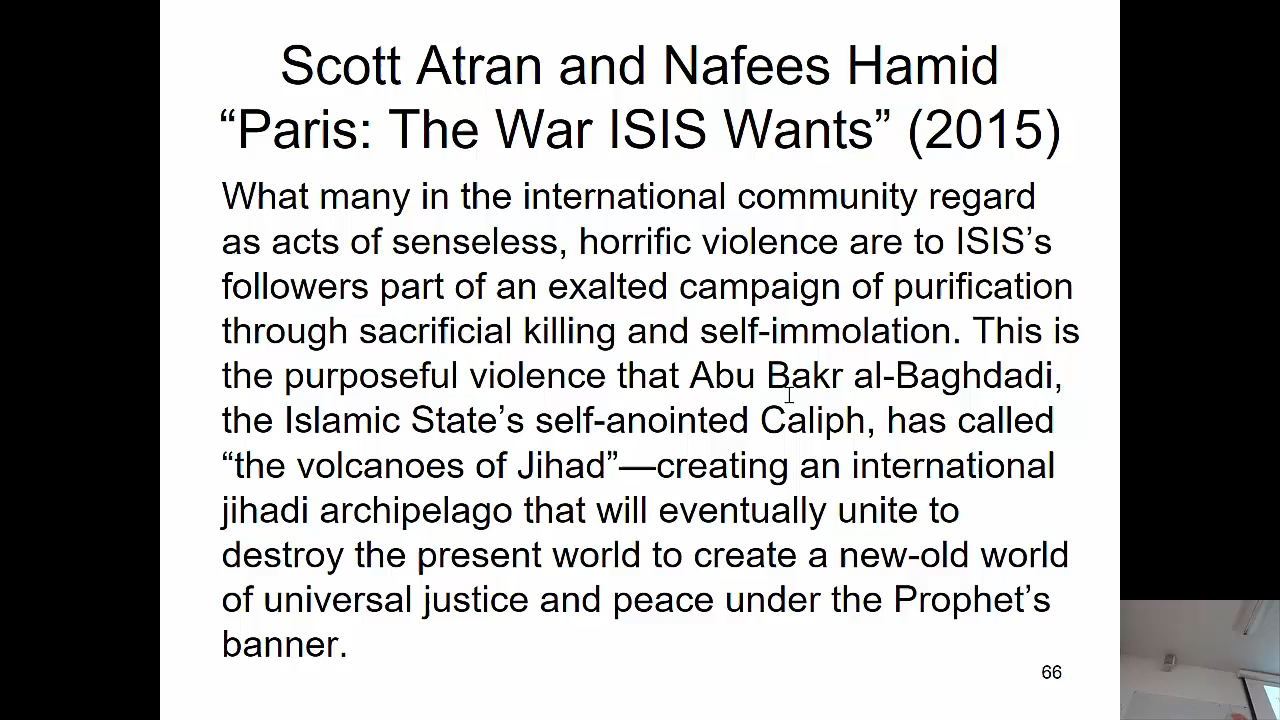 Scott Atran and Nafees Hamid
“Paris: The War ISIS Wants” (2015)
What many in the international community regard
as acts of senseless, horrific violence are to ISIS’s
followers part of an exalted campaign of purification
through sacrificial killing and self-immolation. This is
the purposeful violence that Abu Bakr al-Baghdadi,
the Islamic State’s self-anointed Caliph, has called
“the volcanoes of Jihad”—creating an international
jihadi archipelago that will eventually unite to
destroy the present world to create a new-old world
of universal justice and peace under the Prophet’s
banner.
66